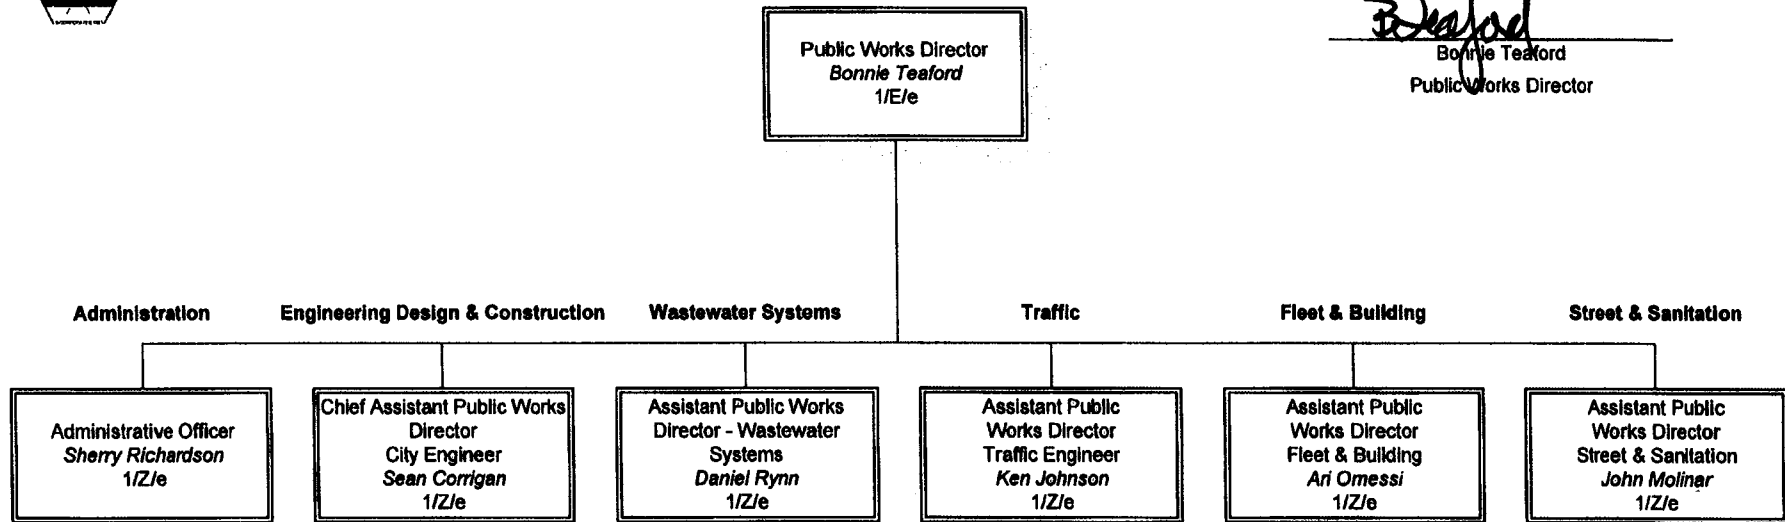 Public Works Director
Bonnie Teaford
1/E/e
BTeaford
Bonnie Teaford
Public Works Director
Administration
Engineering Design & Construction
Wastewater Systems
Traffic
Fleet & Building
Street & Sanitation
Administrative Officer
Sherry Richardson
1/Z/e
Chief Assistant Public Works
Director
City Engineer
Sean Corrigan
1/Z/e
Assistant Public Works
Director - Wastewater
Systems
Daniel Rynn
1/Z/e
Assistant Public
Works Director
Traffic Engineer
Ken Johnson
1/Z/e
Assistant Public
Works Director
Fleet & Building
Ari Omessi
1/Z/e
Assistant Public
Works Director
Street & Sanitation
John Molinar
1/Z/e